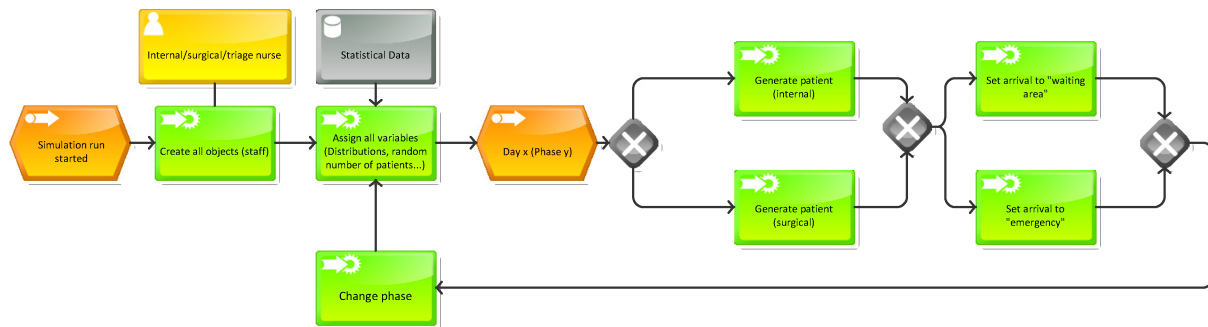 Internal/surgical/triage nurse
Statistical Data
Simulation run
started
Create all objects (staff)
Assign all variables
(Distributions, random
number of patients...)
Day x (Phase y)
Generate patient
(internal)
Set arrival to "waiting
area"
Generate patient
(surgical)
Set arrival to
"emergency"
Change phase